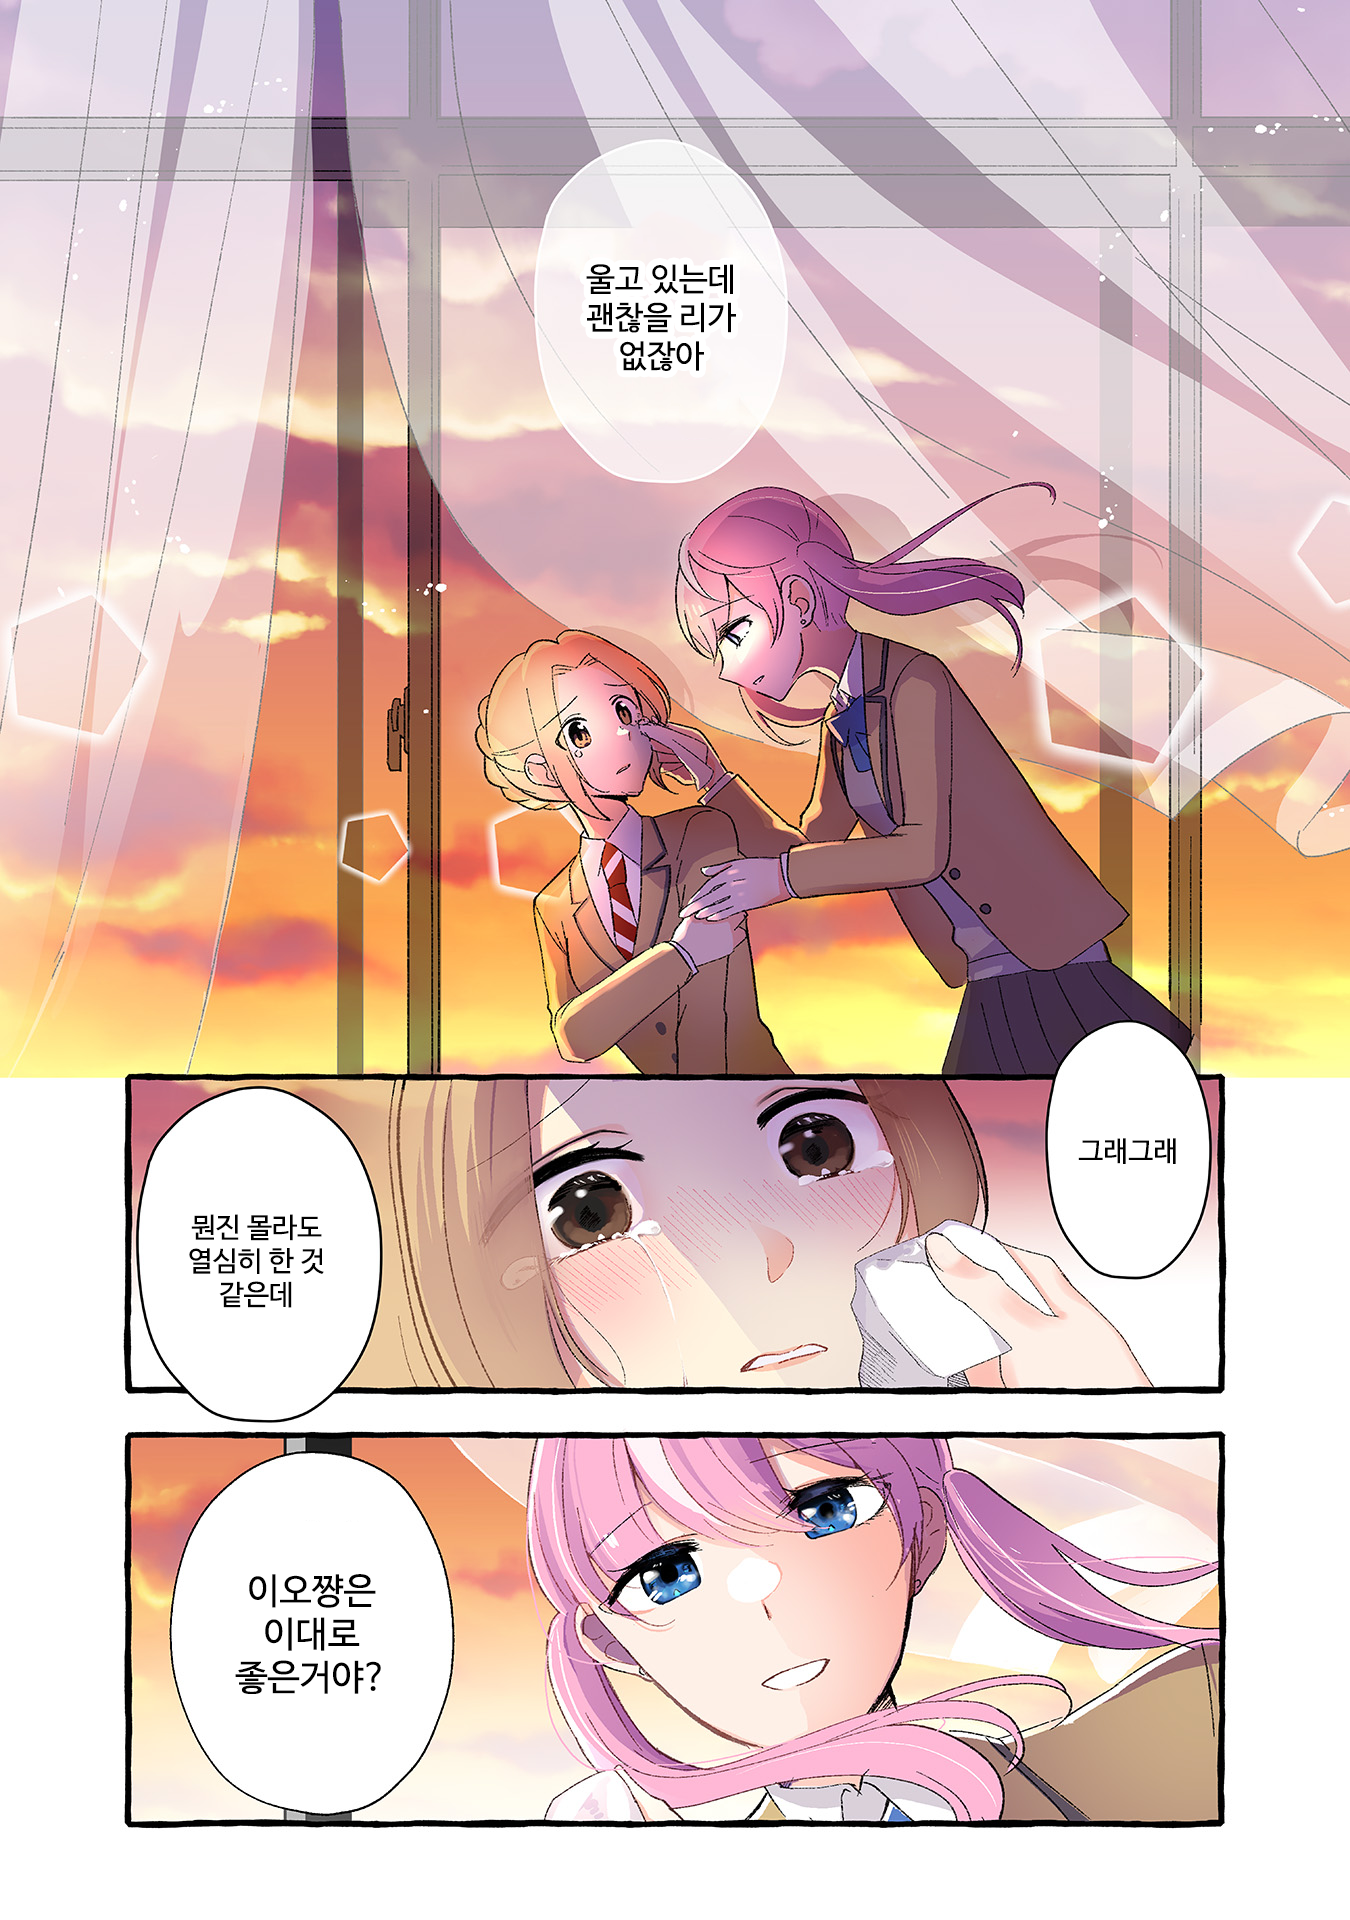 울고 있는데
괜찮을 리가
없잖아
그래그래
뭔진 몰라도
열심히 한 것
같은데
이오쨩은
이대로
좋은거야?